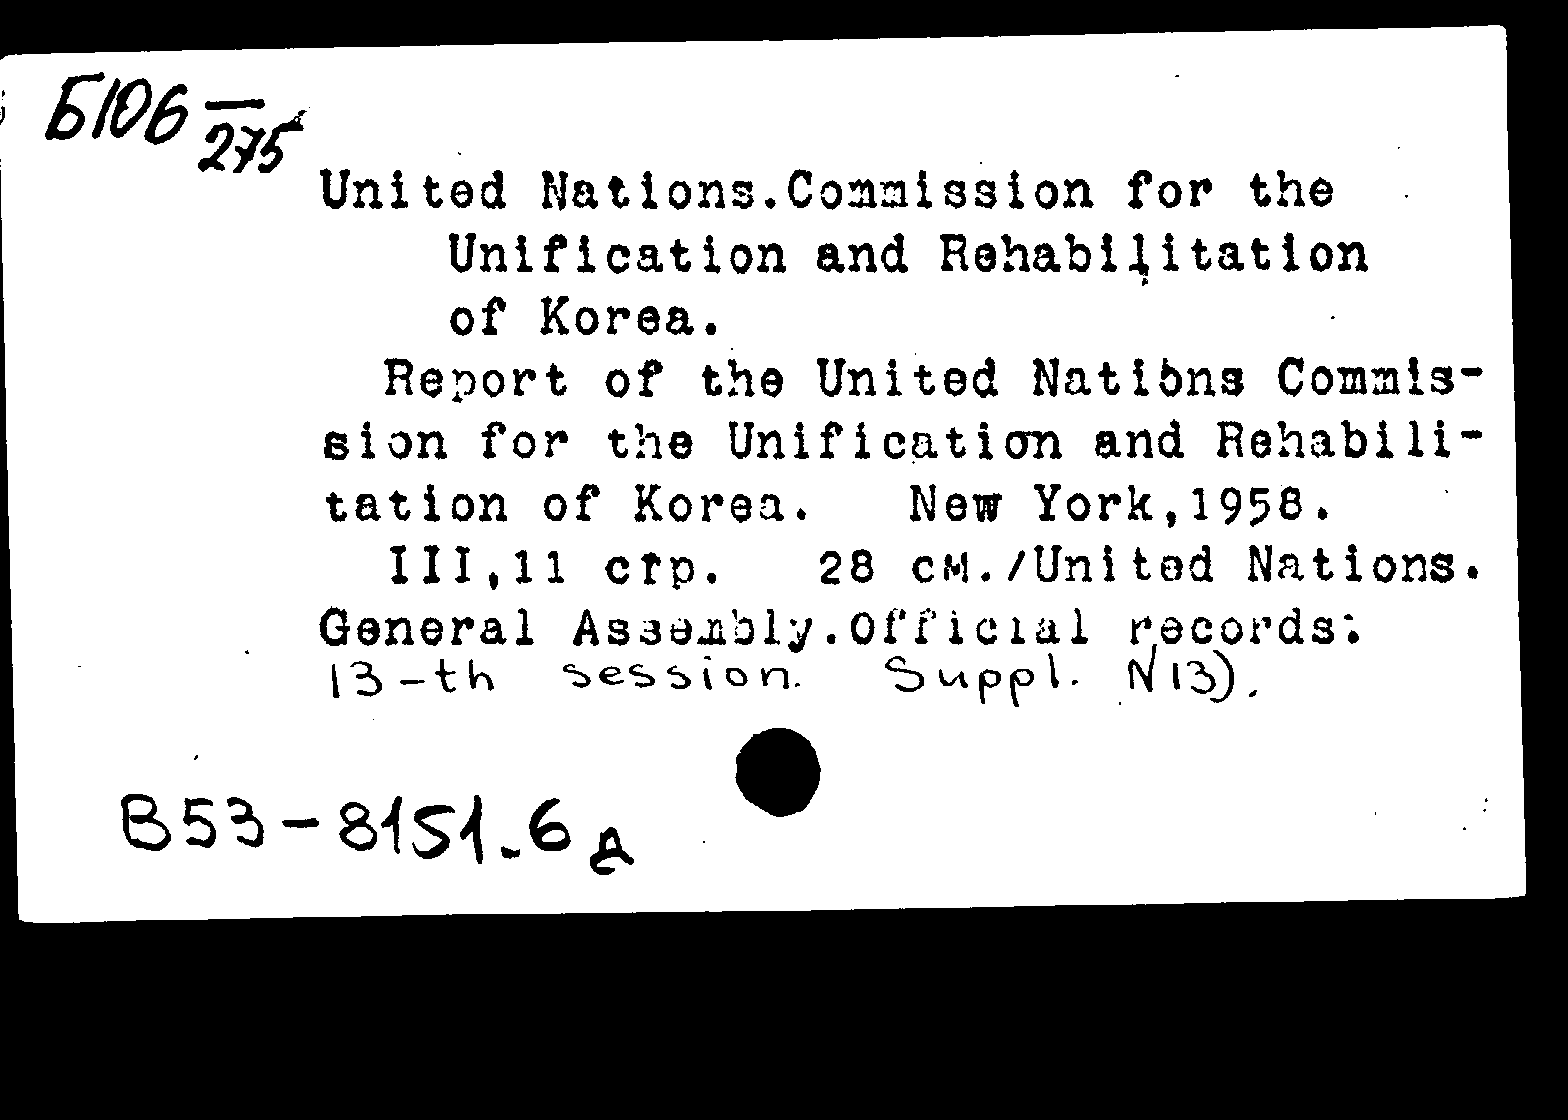 Б106 —
275
United Nations.Commission for the
Unification and Rehabilitation
of Korea.
Report of the United Nations Commis-
sion for the Unification and Rehabili-
tation of Korea. New York,1958.
III,11 стр. 28 см./United Nations.
General Assembly.Official records:
13-th session. Suppl. N13).
B53-8151.6